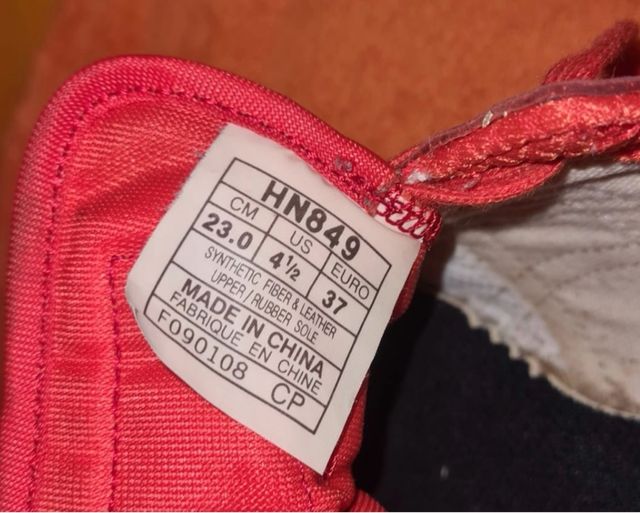 HN849
CM US EURO
23.0 4½ 37
SYNTHETIC FIBER & LEATHER
UPPER / RUBBER SOLE
MADE IN CHINA
FABRIQUE EN CHINE
F090108 CP